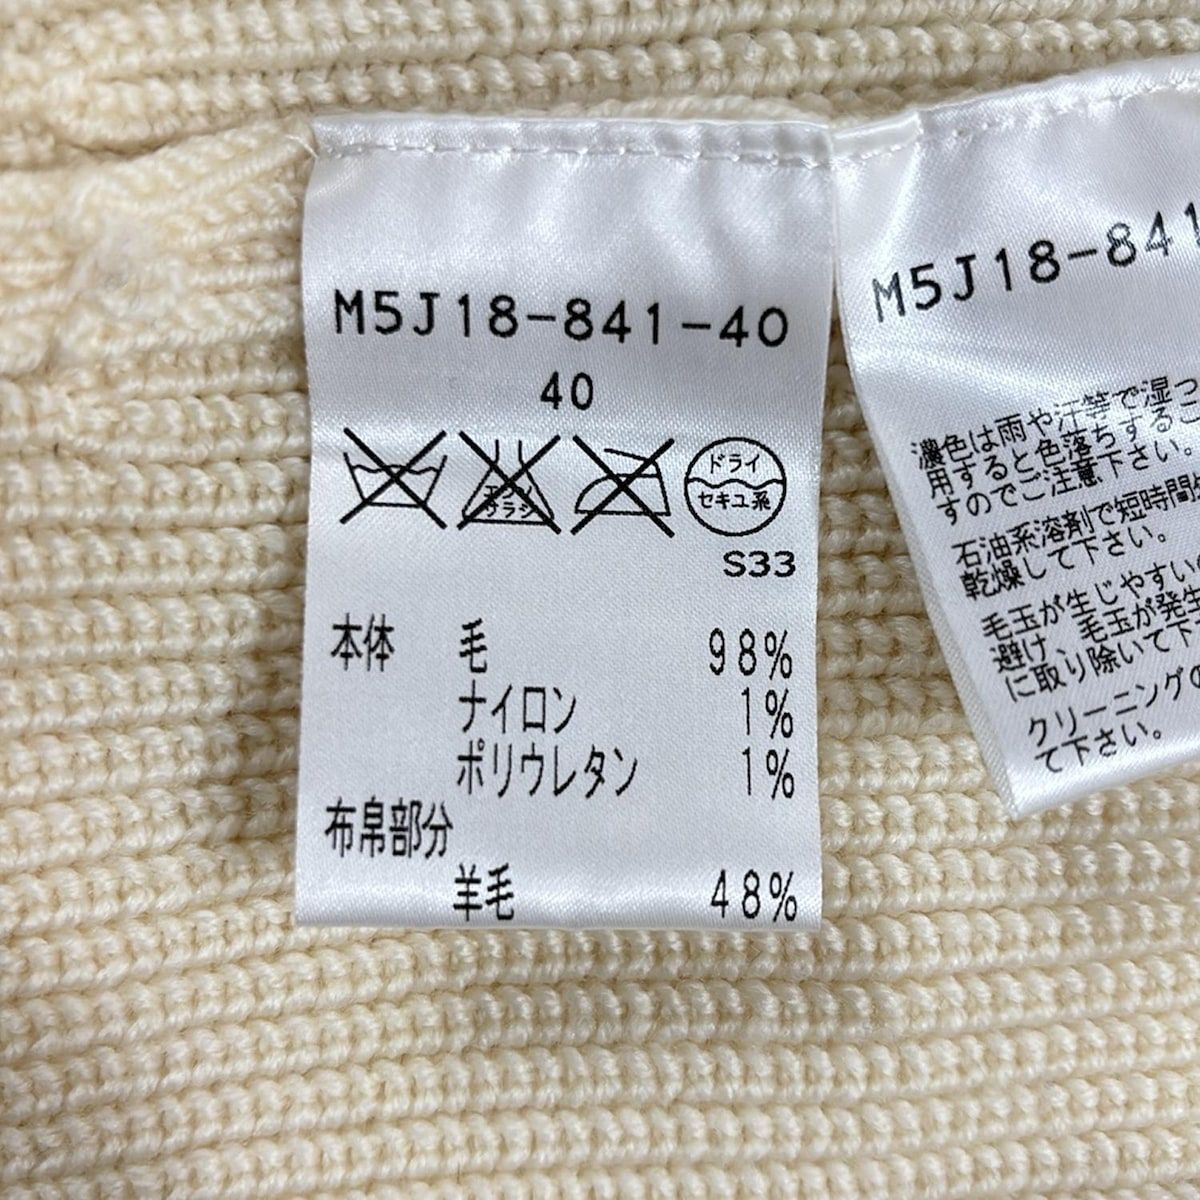 M5J18-841-40
40
エンソ
サラシ
ドライ
セキユ系
S33
本体 毛 98%
ナイロン 1%
ポリウレタン 1%
布帛部分
羊毛 48%
M5J18-841
濃色は雨や汗等で湿っ
用すると色落ちするこ
すのでご注意下さい。
石油系溶剤で短時間
乾燥して下さい。
毛玉が生じやすい
避け、毛玉が発生
に取り除いて下
クリーニングの
て下さい。